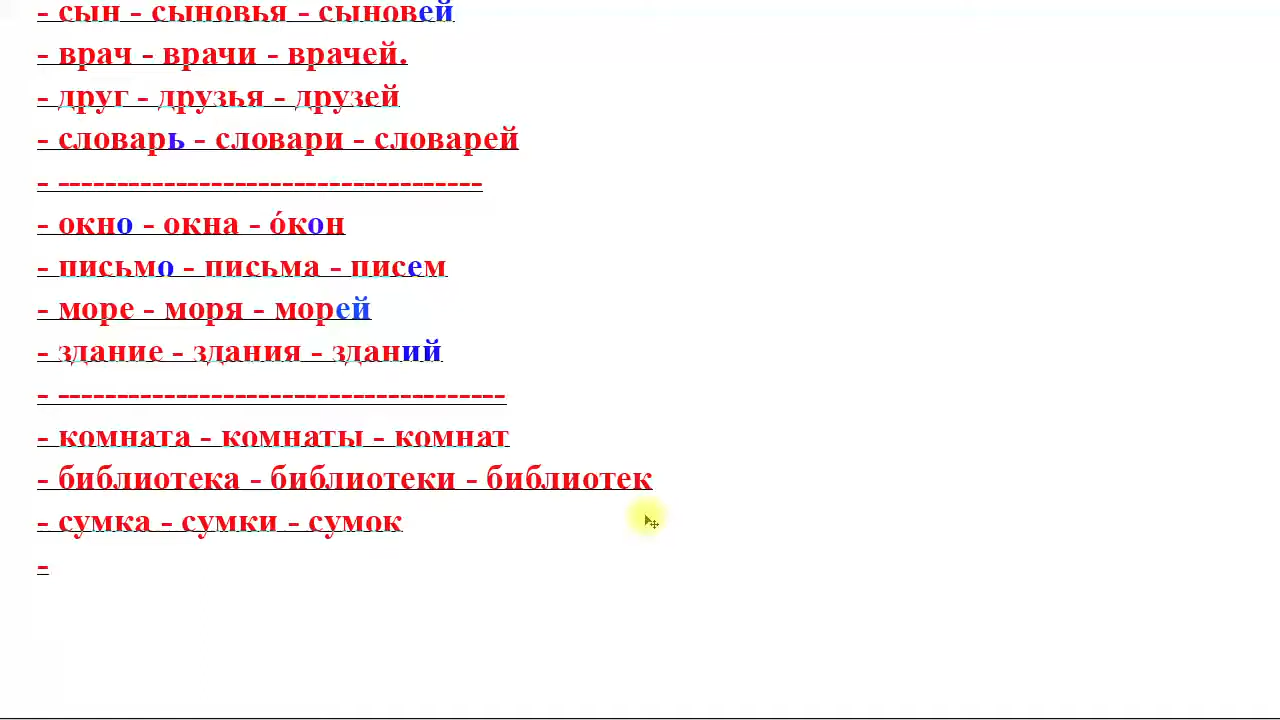 - сын - сыновья - сыновей
- врач - врачи - врачей.
- друг - друзья - друзей
- словарь - словари - словарей
- ------------------------------------
- окно - окна - óкон
- письмо - письма - писем
- море - моря - морей
- здание - здания - зданий
- --------------------------------------
- комната - комнаты - комнат
- библиотека - библиотеки - библиотек
- сумка - сумки - сумок
-